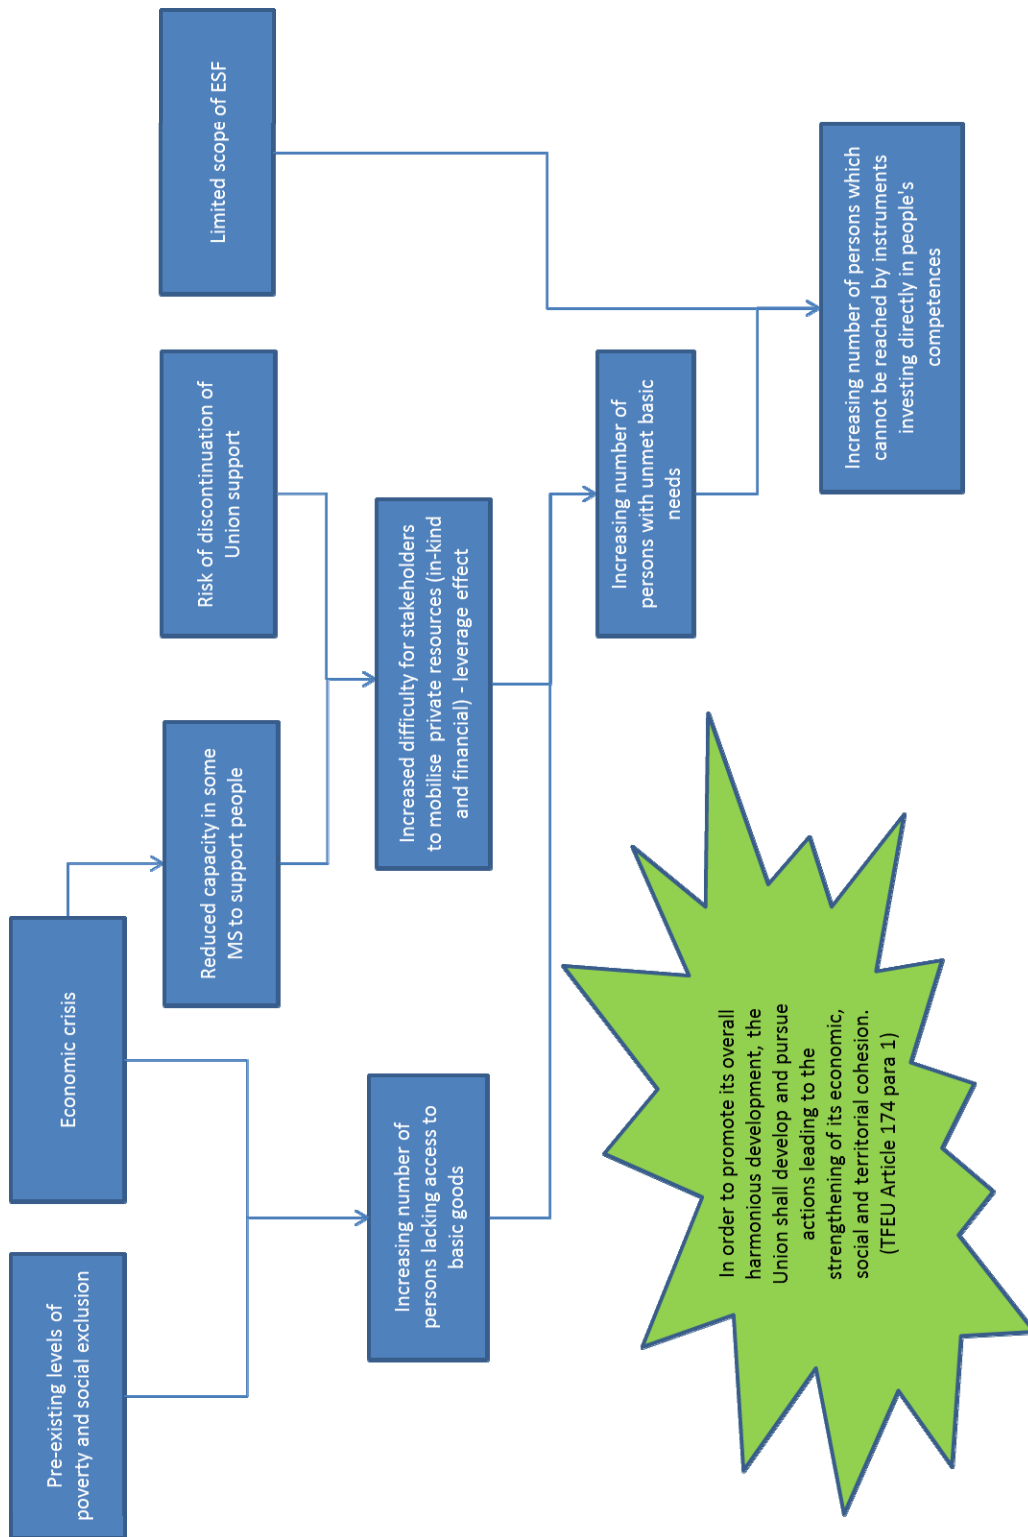 Pre-existing levels of
poverty and social exclusion
Economic crisis
Reduced capacity in some
MS to support people
Risk of discontinuation of
Union support
Limited scope of ESF
Increasing number of
persons lacking access to
basic goods
Increased difficulty for stakeholders
to mobilise private resources (in-kind
and financial) - leverage effect
Increasing number of
persons with unmet basic
needs
Increasing number of persons which
cannot be reached by instruments
investing directly in people's
competences
In order to promote its overall
harmonious development, the
Union shall develop and pursue
actions leading to the
strengthening of its economic,
social and territorial cohesion.
(TFEU Article 174 para 1)